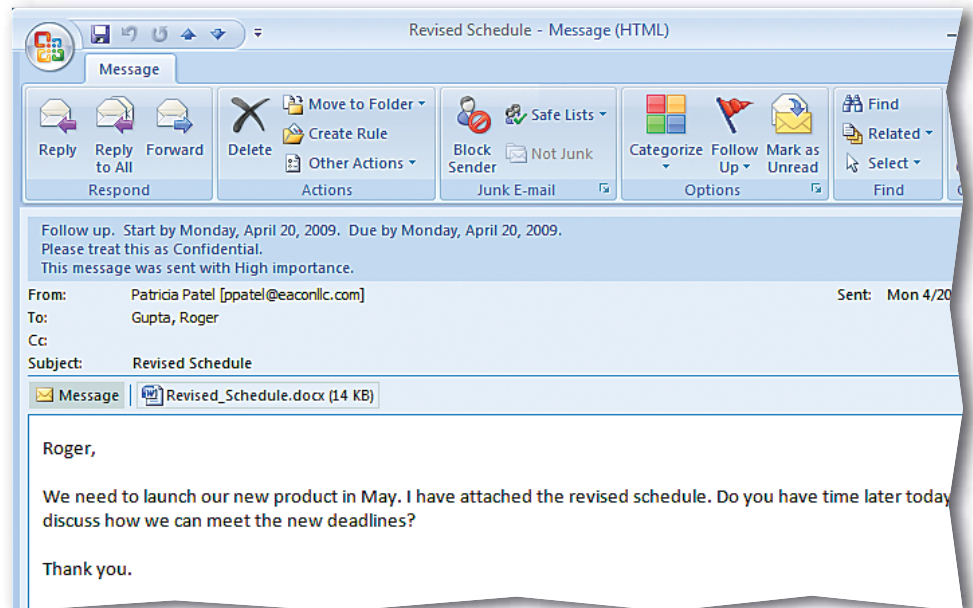 Revised Schedule - Message (HTML)
Message
Reply
Reply to All
Forward
Respond
Delete
Move to Folder
Create Rule
Other Actions
Actions
Block Sender
Safe Lists
Not Junk
Junk E-mail
Categorize
Follow Up
Mark as Unread
Options
Find
Related
Select
Find
Follow up. Start by Monday, April 20, 2009. Due by Monday, April 20, 2009.
Please treat this as Confidential.
This message was sent with High importance.
From: Patricia Patel [ppatel@eaconllc.com] Sent: Mon 4/20
To: Gupta, Roger
Cc:
Subject: Revised Schedule
Message Revised_Schedule.docx (14 KB)
Roger,
We need to launch our new product in May. I have attached the revised schedule. Do you have time later today
discuss how we can meet the new deadlines?
Thank you.